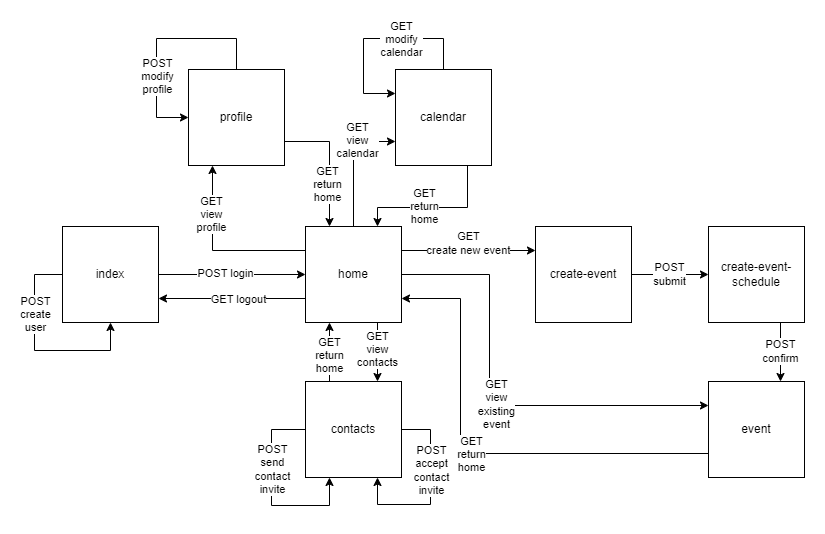 GET
modify
calendar
POST
modify
profile
profile
calendar
GET
view
calendar
GET
return
home
GET
view
profile
GET
return
home
GET
create new event
index
POST login
home
create-event
POST
submit
create-event-
schedule
GET logout
POST
create
user
GET
return
home
GET
view
contacts
POST
confirm
GET
view
existing
event
contacts
event
POST
send
contact
invite
POST
accept
contact
invite
GET
return
home